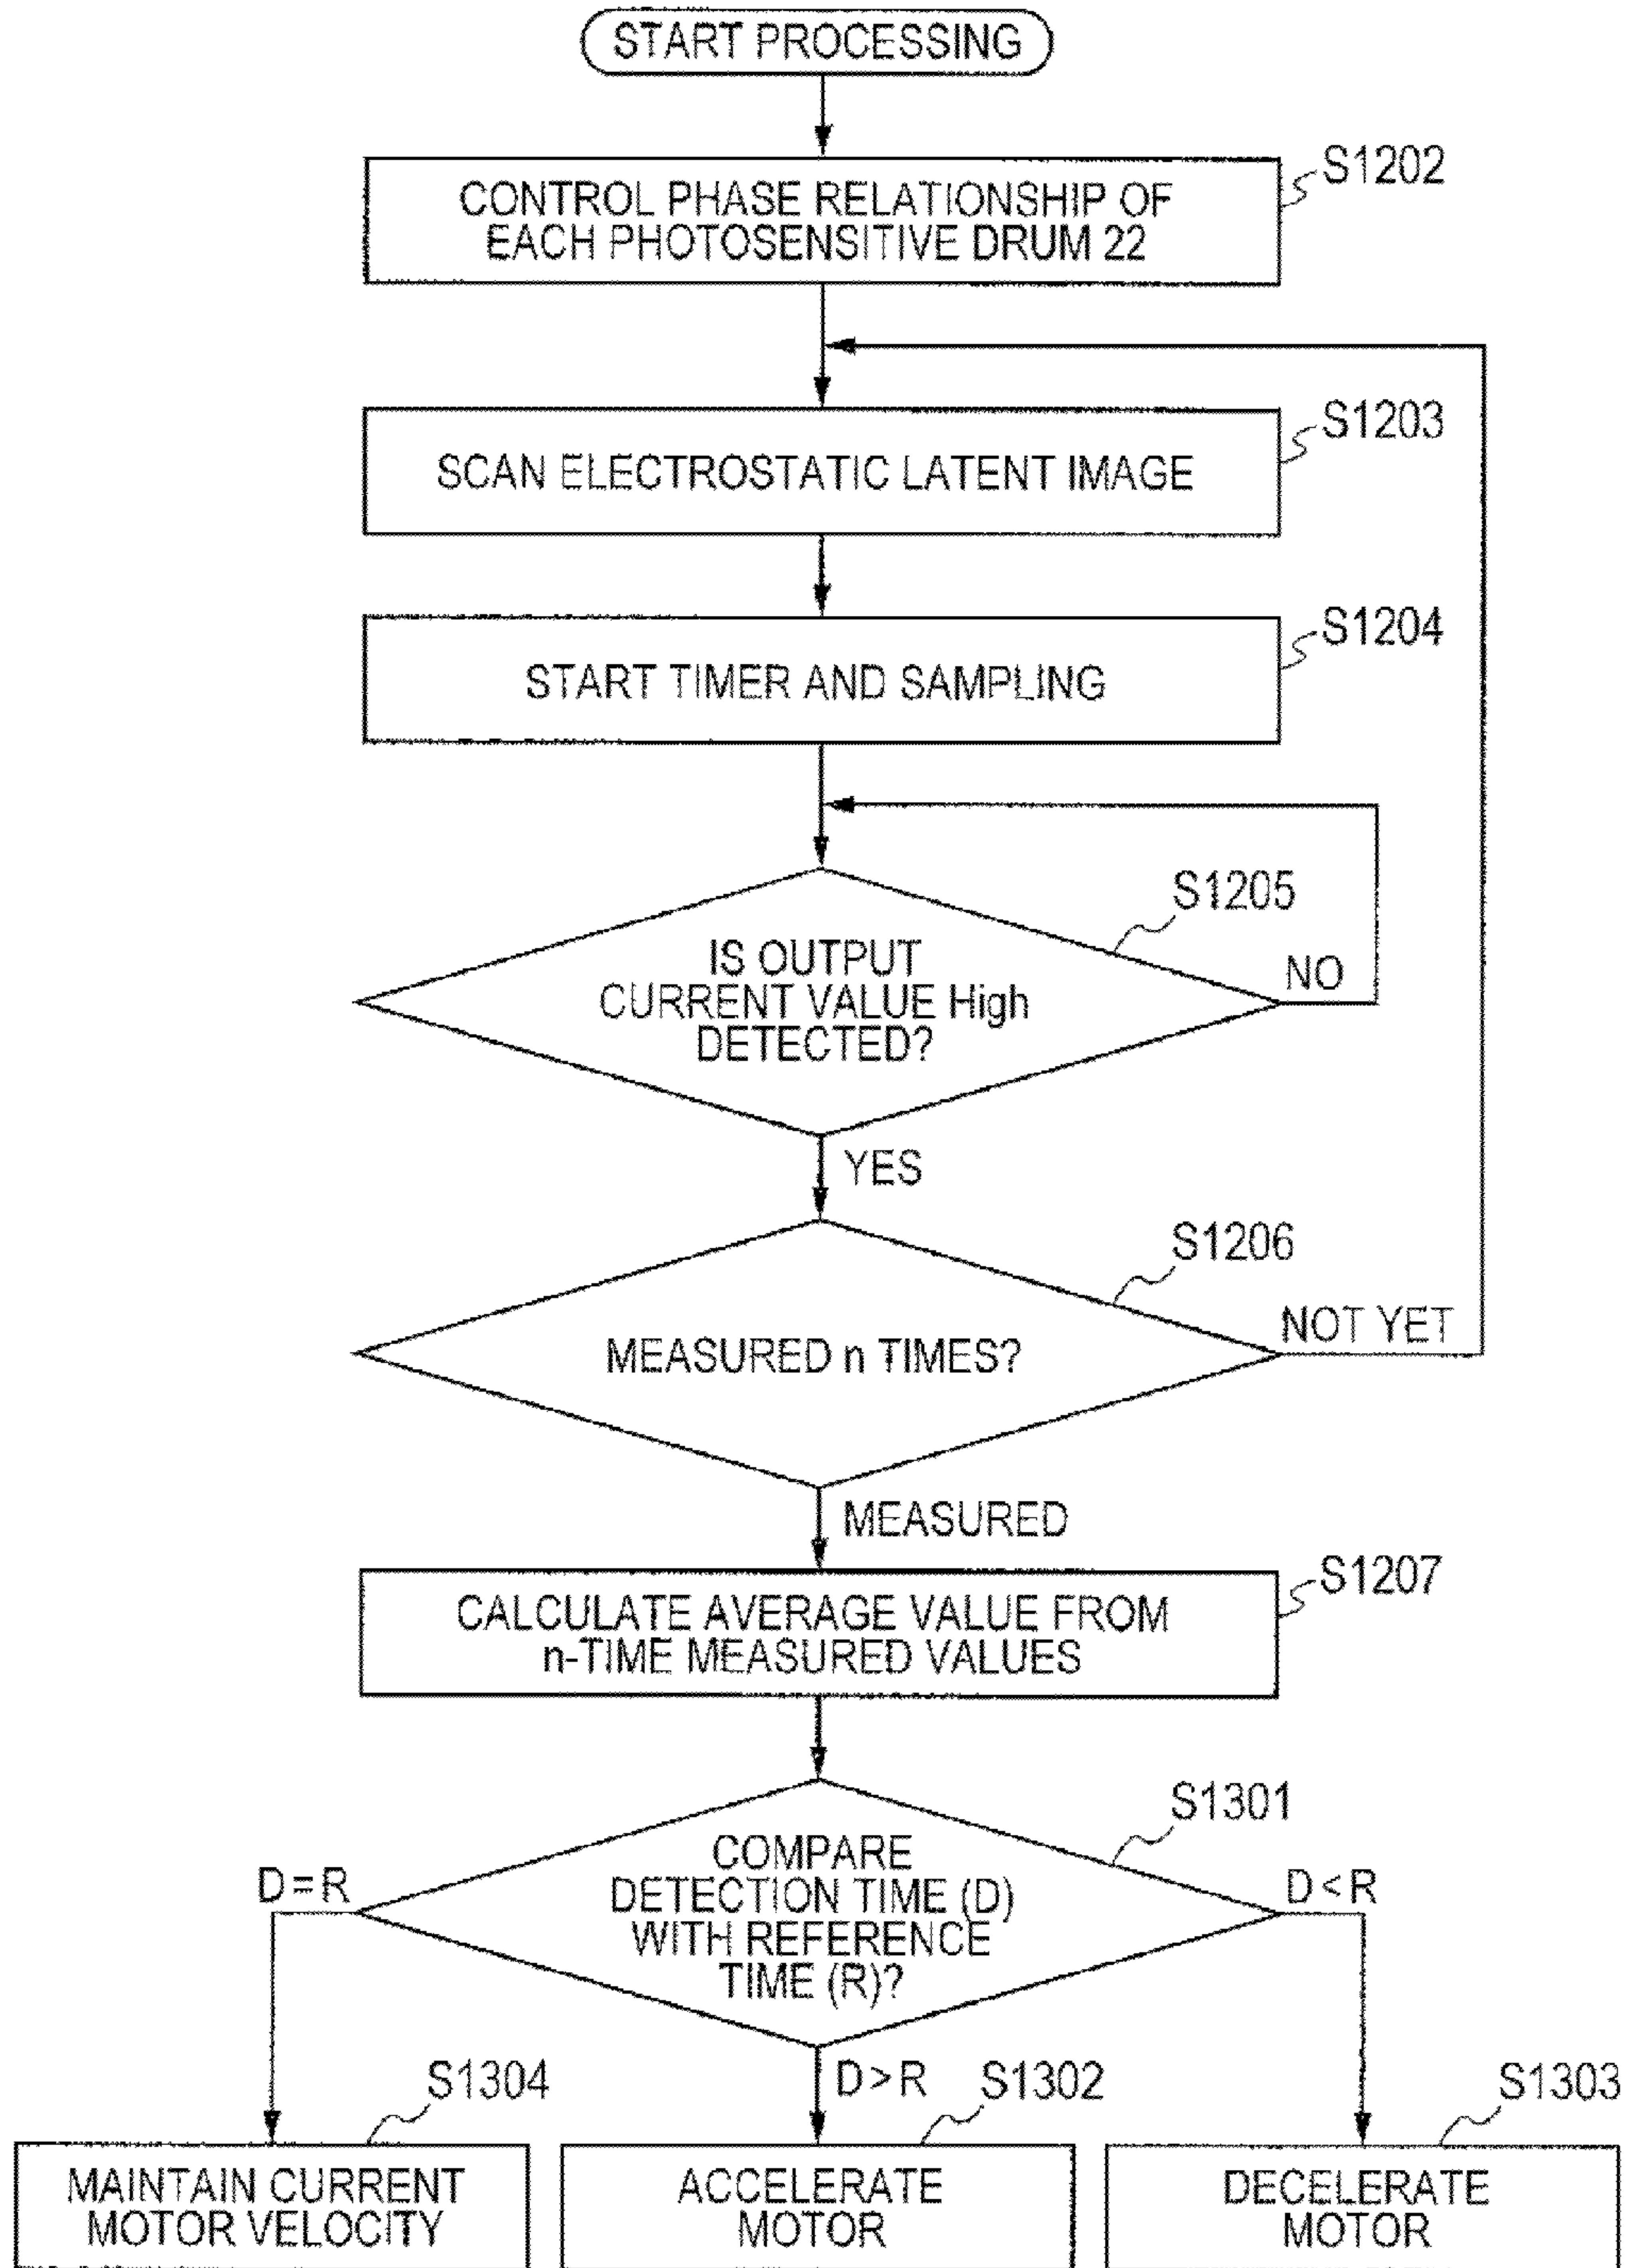 START PROCESSING
S1202
CONTROL PHASE RELATIONSHIP OF
EACH PHOTOSENSITIVE DRUM 22
S1203
SCAN ELECTROSTATIC LATENT IMAGE
S1204
START TIMER AND SAMPLING
S1205
IS OUTPUT
CURRENT VALUE High
DETECTED?
NO
YES
S1206
MEASURED n TIMES?
NOT YET
MEASURED
S1207
CALCULATE AVERAGE VALUE FROM
n-TIME MEASURED VALUES
S1301
COMPARE
DETECTION TIME (D)
WITH REFERENCE
TIME (R)?
D=R
D<R
D>R
S1304
MAINTAIN CURRENT
MOTOR VELOCITY
S1302
ACCELERATE
MOTOR
S1303
DECELERATE
MOTOR